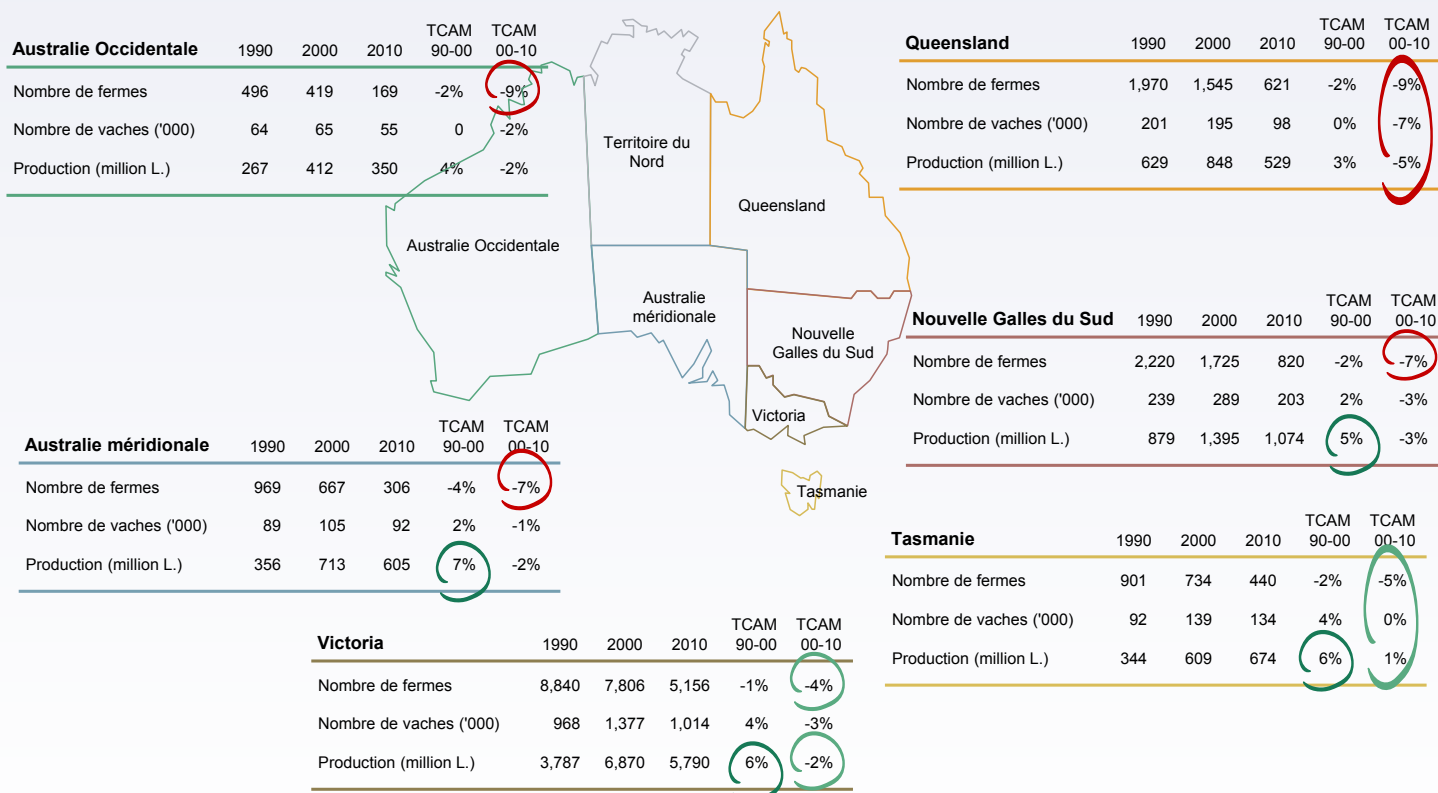 TCAM TCAM
Australie Occidentale 1990 2000 2010 90-00 00-10
Nombre de fermes 496 419 169 -2% -9%
Nombre de vaches ('000) 64 65 55 0 -2%
Production (million L.) 267 412 350 4% -2%
TCAM TCAM
Queensland 1990 2000 2010 90-00 00-10
Nombre de fermes 1,970 1,545 621 -2% -9%
Nombre de vaches ('000) 201 195 98 0% -7%
Production (million L.) 629 848 529 3% -5%
Territoire du
Nord
Queensland
Australie Occidentale
Australie
méridionale
Nouvelle
Galles du Sud
Victoria
Tasmanie
TCAM TCAM
Nouvelle Galles du Sud 1990 2000 2010 90-00 00-10
Nombre de fermes 2,220 1,725 820 -2% -7%
Nombre de vaches ('000) 239 289 203 2% -3%
Production (million L.) 879 1,395 1,074 5% -3%
TCAM TCAM
Australie méridionale 1990 2000 2010 90-00 00-10
Nombre de fermes 969 667 306 -4% -7%
Nombre de vaches ('000) 89 105 92 2% -1%
Production (million L.) 356 713 605 7% -2%
TCAM TCAM
Tasmanie 1990 2000 2010 90-00 00-10
Nombre de fermes 901 734 440 -2% -5%
Nombre de vaches ('000) 92 139 134 4% 0%
Production (million L.) 344 609 674 6% 1%
TCAM TCAM
Victoria 1990 2000 2010 90-00 00-10
Nombre de fermes 8,840 7,806 5,156 -1% -4%
Nombre de vaches ('000) 968 1,377 1,014 4% -3%
Production (million L.) 3,787 6,870 5,790 6% -2%